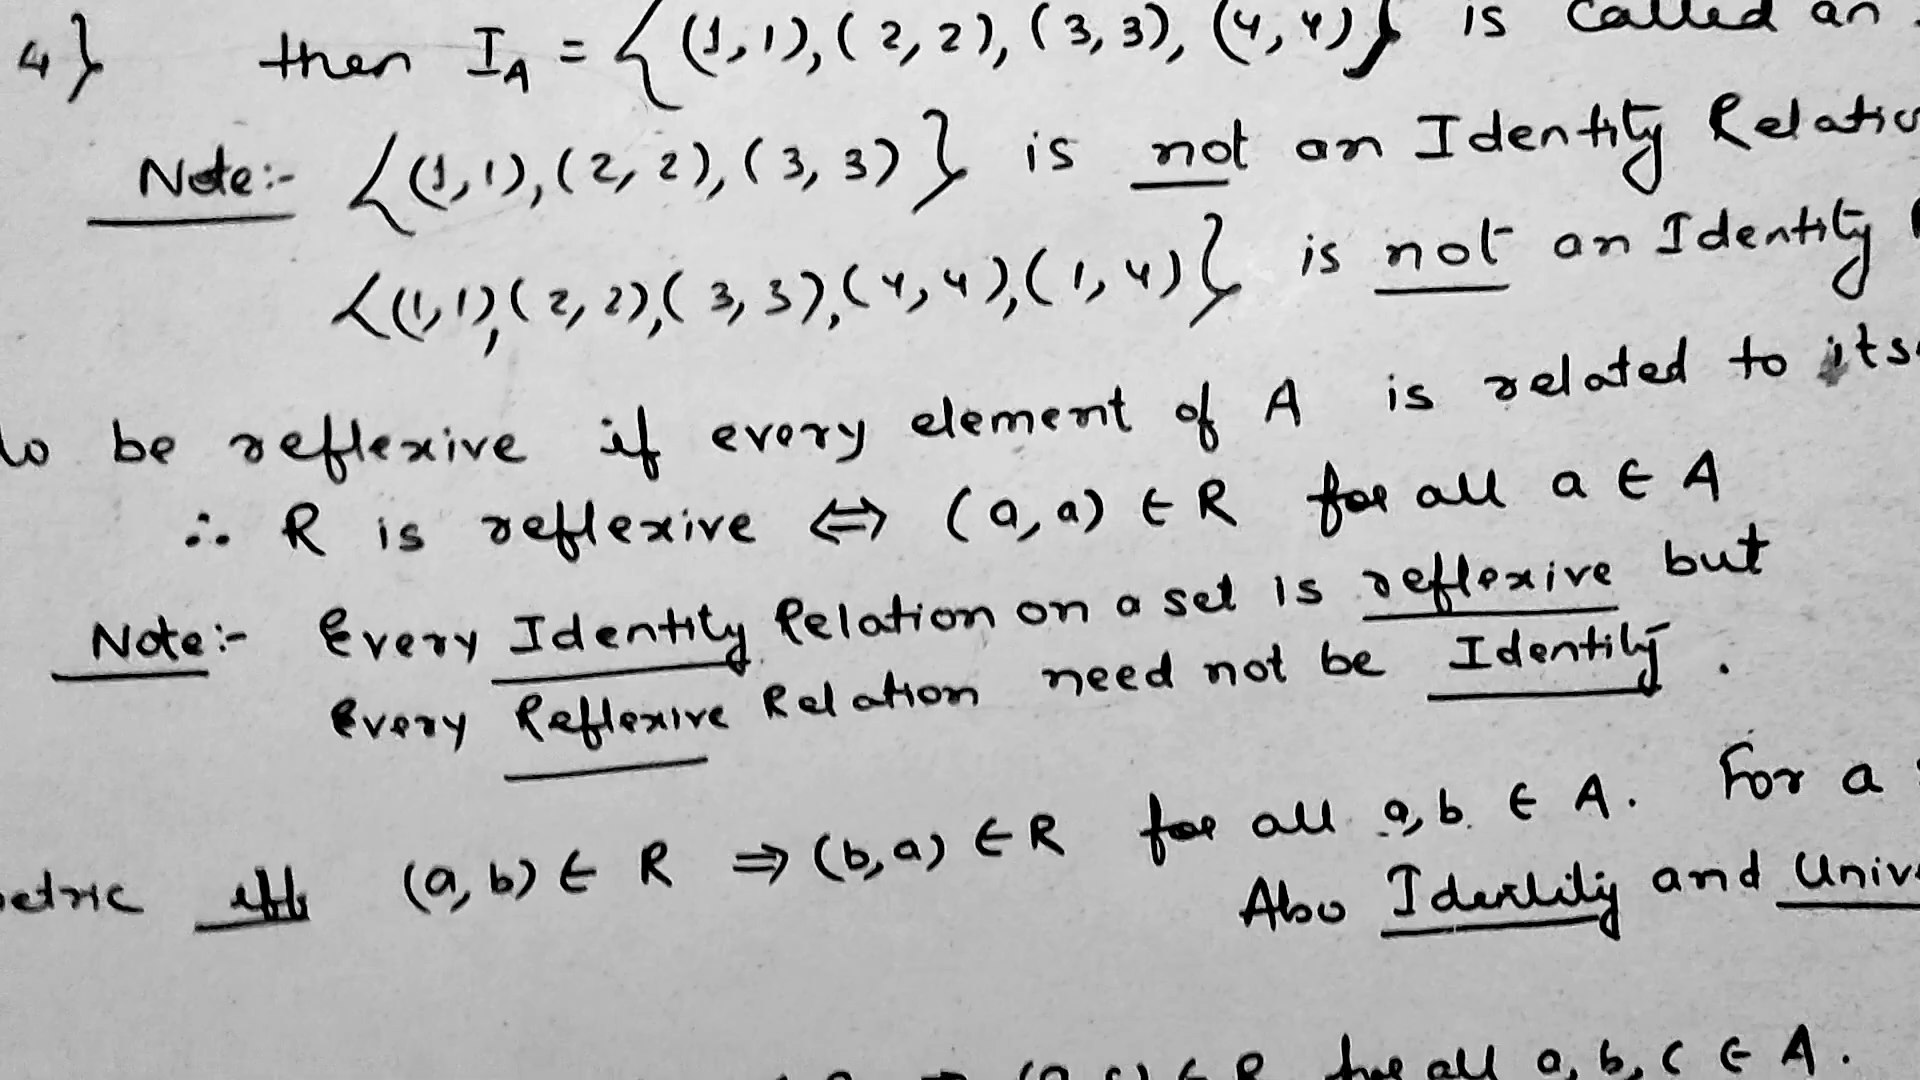 4} then I_A = {(1,1),(2,2),(3,3),(4,4)} is called an
Note:- {(1,1),(2,2),(3,3)} is not an Identity Relatio
{(1,1),(2,2),(3,3),(4,4),(1,4)} is not an Identity
to be reflexive if every element of A is related to its
∴ R is reflexive ⇔ (a,a) ∈ R for all a ∈ A
Note:- Every Identity Relation on a set is reflexive but
Every Reflexive Relation need not be Identity.
etric iff (a,b) ∈ R ⇒ (b,a) ∈ R for all a,b ∈ A. For a
Also Identity and Univ
for all a,b,c ∈ A.